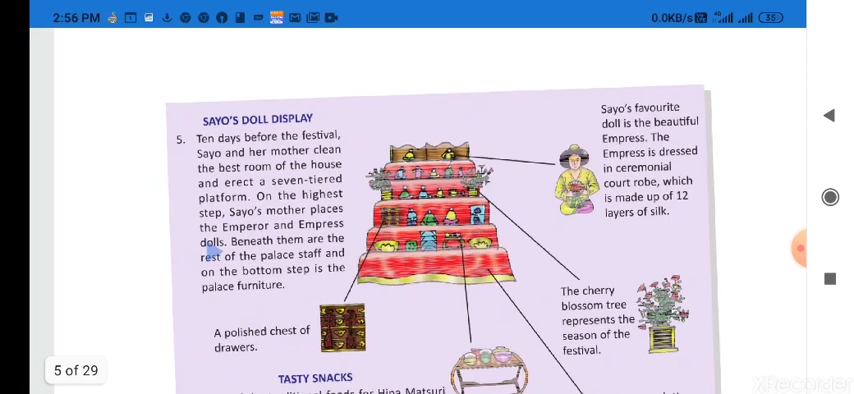 2:56 PM
0.0KB/s
4G
35
SAYO'S DOLL DISPLAY
5. Ten days before the festival,
Sayo and her mother clean
the best room of the house
and erect a seven-tiered
platform. On the highest
step, Sayo's mother places
the Emperor and Empress
dolls. Beneath them are the
rest of the palace staff and
on the bottom step is the
palace furniture.
Sayo's favourite
doll is the beautiful
Empress. The
Empress is dressed
in ceremonial
court robe, which
is made up of 12
layers of silk.
The cherry
blossom tree
represents the
season of the
festival.
A polished chest of
drawers.
TASTY SNACKS
foods for Hina Matsuri
5 of 29
XRecorder